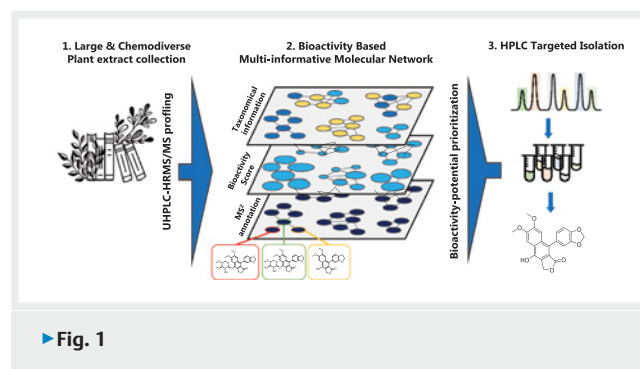 1. Large & Chemodiverse
Plant extract collection
UHPLC-HRMS/MS profiling
2. Bioactivity Based
Multi-informative Molecular Network
Taxonomical
information
Bioactivity
Score
MS²
annotation
Bioactivity-potential prioritization
3. HPLC Targeted Isolation
HO
O
O
O
O
O
O
▶Fig. 1